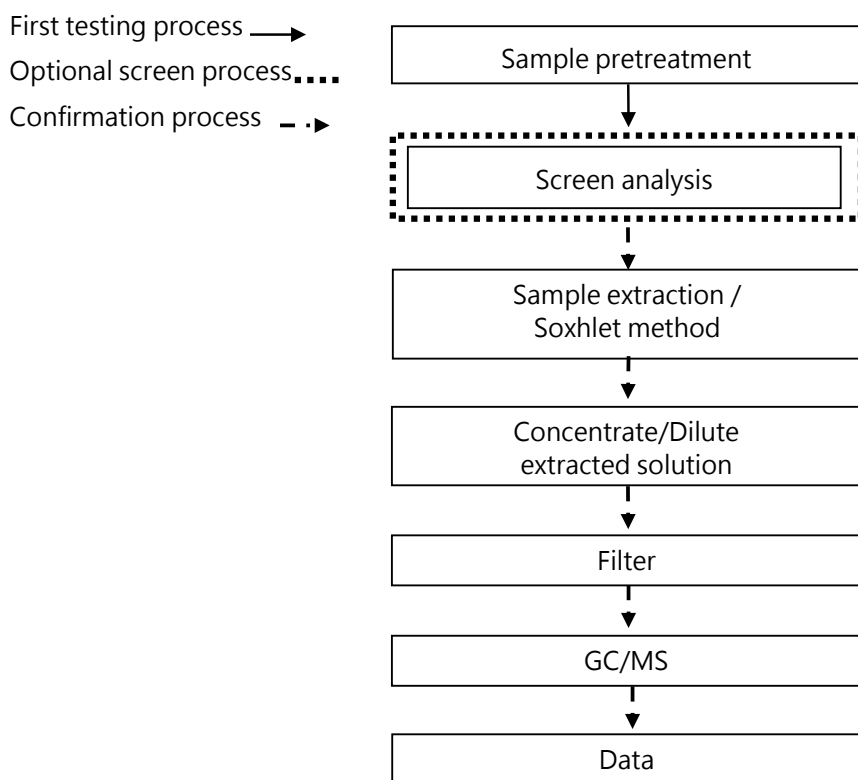 First testing process
Optional screen process
Confirmation process
Sample pretreatment
Screen analysis
Sample extraction /
Soxhlet method
Concentrate/Dilute
extracted solution
Filter
GC/MS
Data